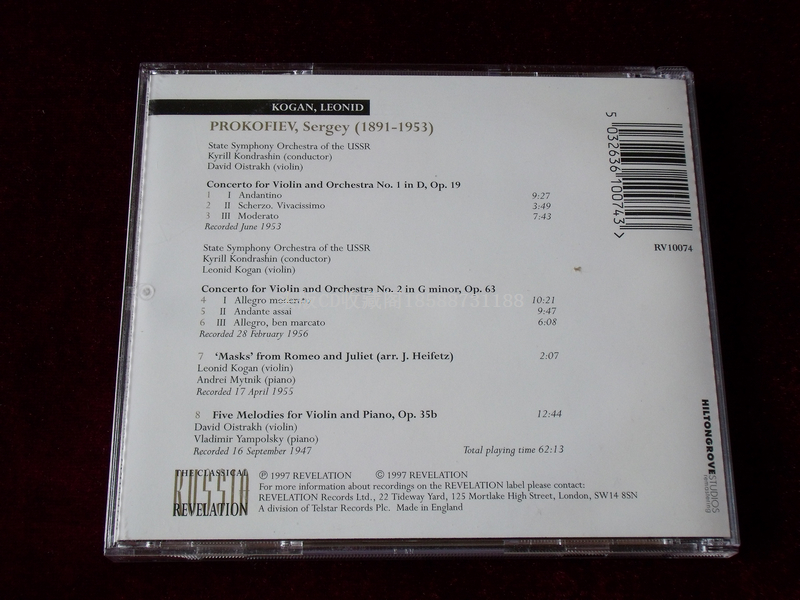 KOGAN, LEONID
PROKOFIEV, Sergey (1891-1953)
State Symphony Orchestra of the USSR
Kyrill Kondrashin (conductor)
David Oistrakh (violin)
Concerto for Violin and Orchestra No. 1 in D, Op. 19
1 I Andantino 9:27
2 II Scherzo. Vivacissimo 3:49
3 III Moderato 7:43
Recorded June 1953
State Symphony Orchestra of the USSR
Kyrill Kondrashin (conductor)
Leonid Kogan (violin)
Concerto for Violin and Orchestra No. 2 in G minor, Op. 63
4 I Allegro moderato 10:21
5 II Andante assai 9:47
6 III Allegro, ben marcato 6:08
Recorded 28 February 1956
7 ‘Masks’ from Romeo and Juliet (arr. J. Heifetz) 2:07
Leonid Kogan (violin)
Andrei Mytnik (piano)
Recorded 17 April 1955
8 Five Melodies for Violin and Piano, Op. 35b 12:44
David Oistrakh (violin)
Vladimir Yampolsky (piano)
Recorded 16 September 1947
Total playing time 62:13
THE CLASSICAL
RUSSIA
REVELATION
℗ 1997 REVELATION © 1997 REVELATION
For more information about recordings on the REVELATION label please contact:
REVELATION Records Ltd., 22 Tideway Yard, 125 Mortlake High Street, London, SW14 8SN
A division of Telstar Records Plc. Made in England
5 032636 100743 >
RV10074
HILTONGROVESTUDIOS
remastering
CD收藏阁